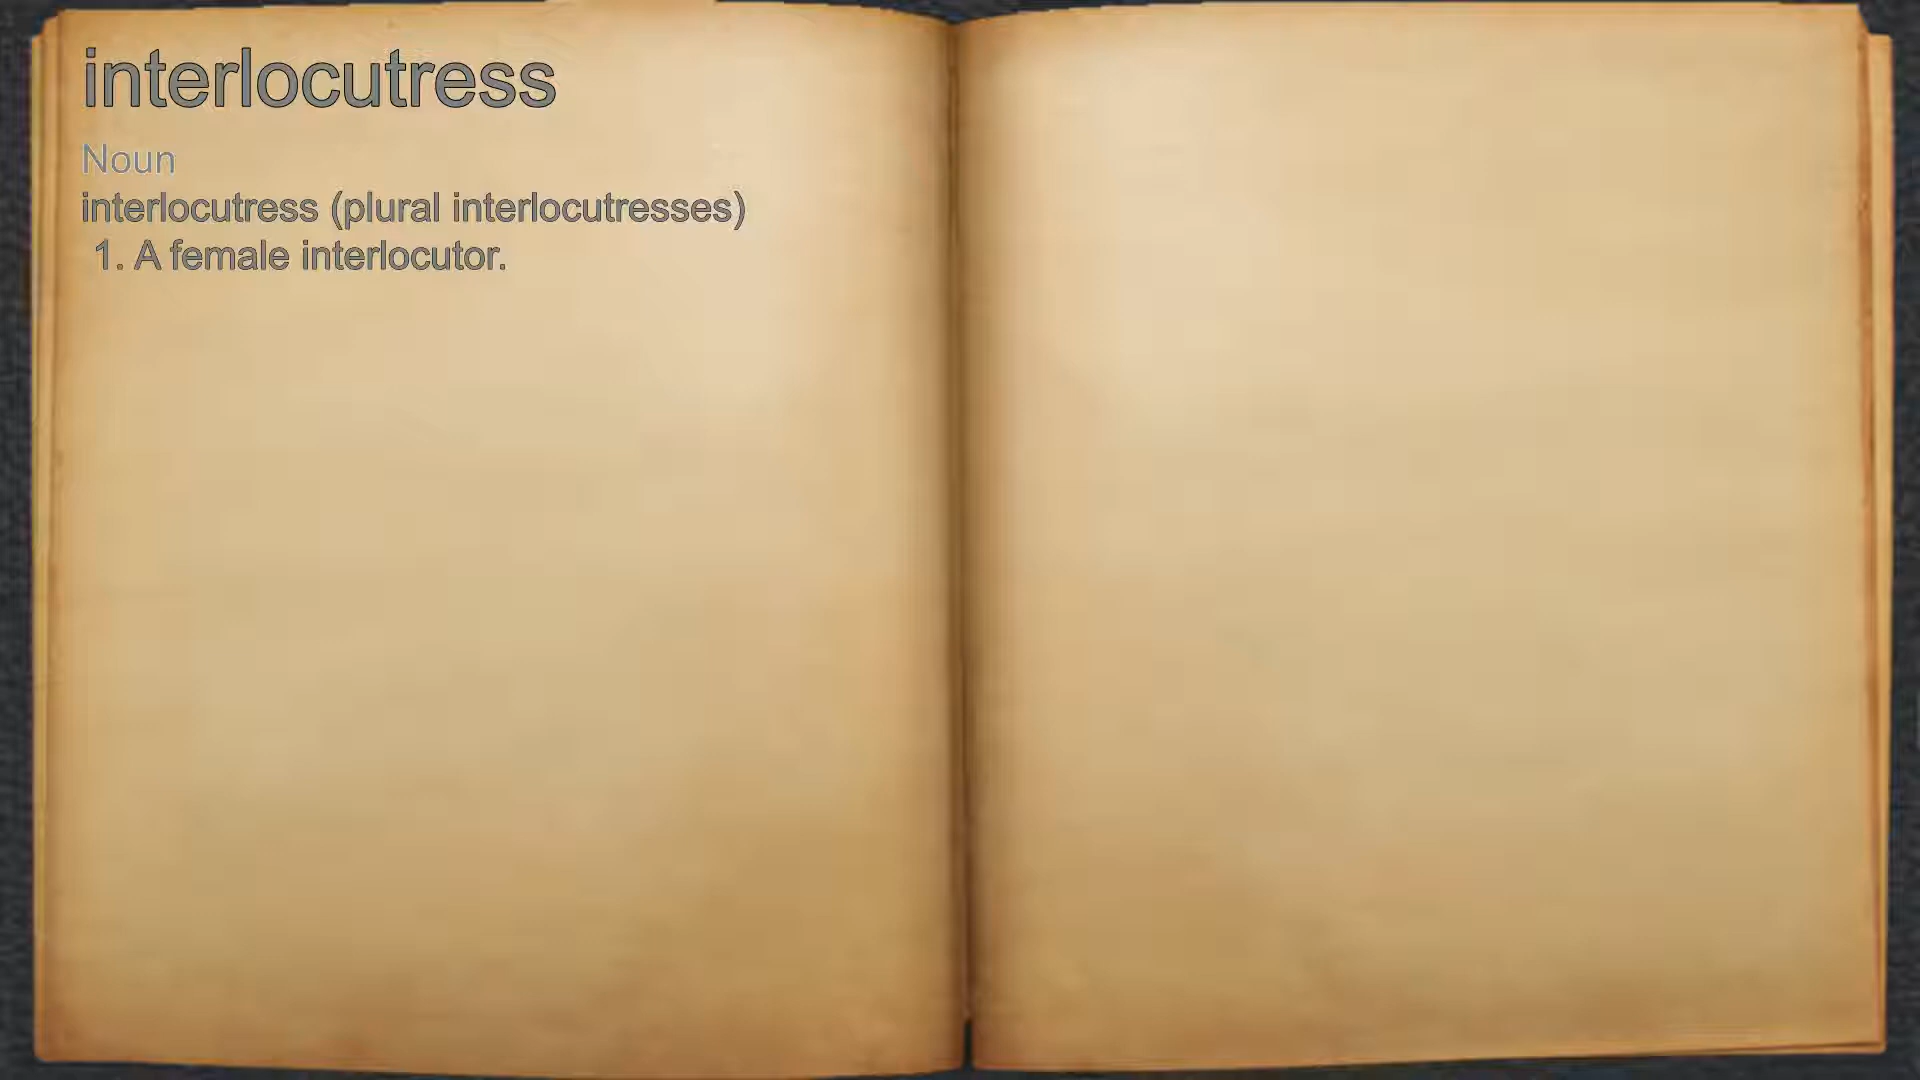 interlocutress
Noun
interlocutress (plural interlocutresses)
1. A female interlocutor.